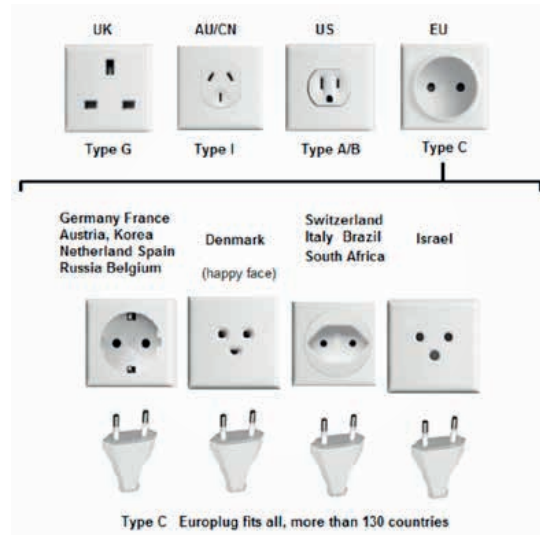 UK AU/CN US EU
Type G Type I Type A/B Type C
Germany France
Austria, Korea
Netherland Spain
Russia Belgium
Denmark
(happy face)
Switzerland
Italy Brazil
South Africa
Israel
Type C Europlug fits all, more than 130 countries